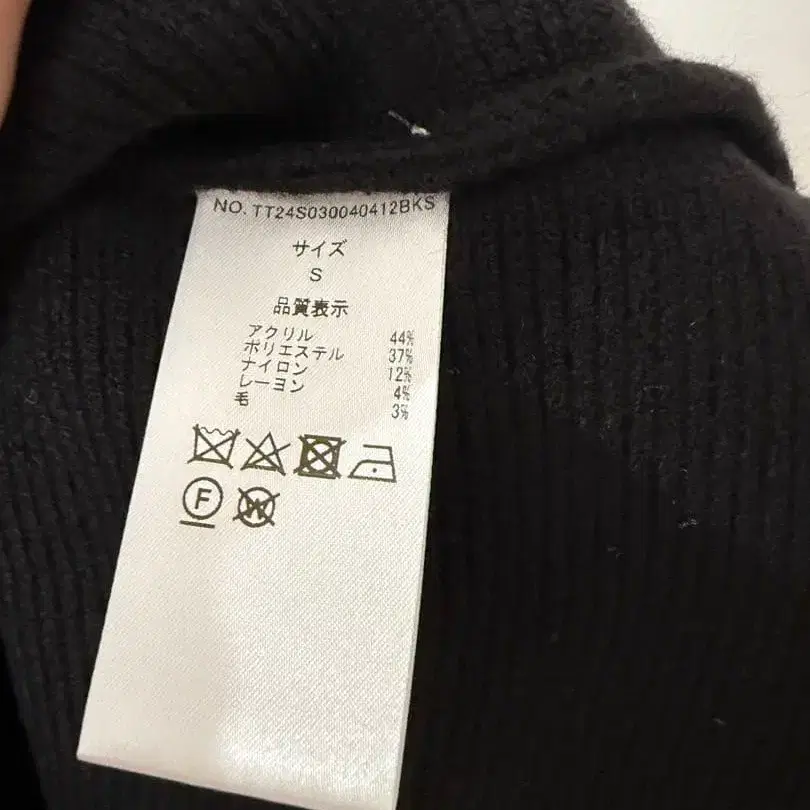 NO. TT24S030040412BKS
サイズ
S
品質表示
アクリル 44%
ポリエステル 37%
ナイロン 12%
レーヨン 4%
毛 3%
F
W